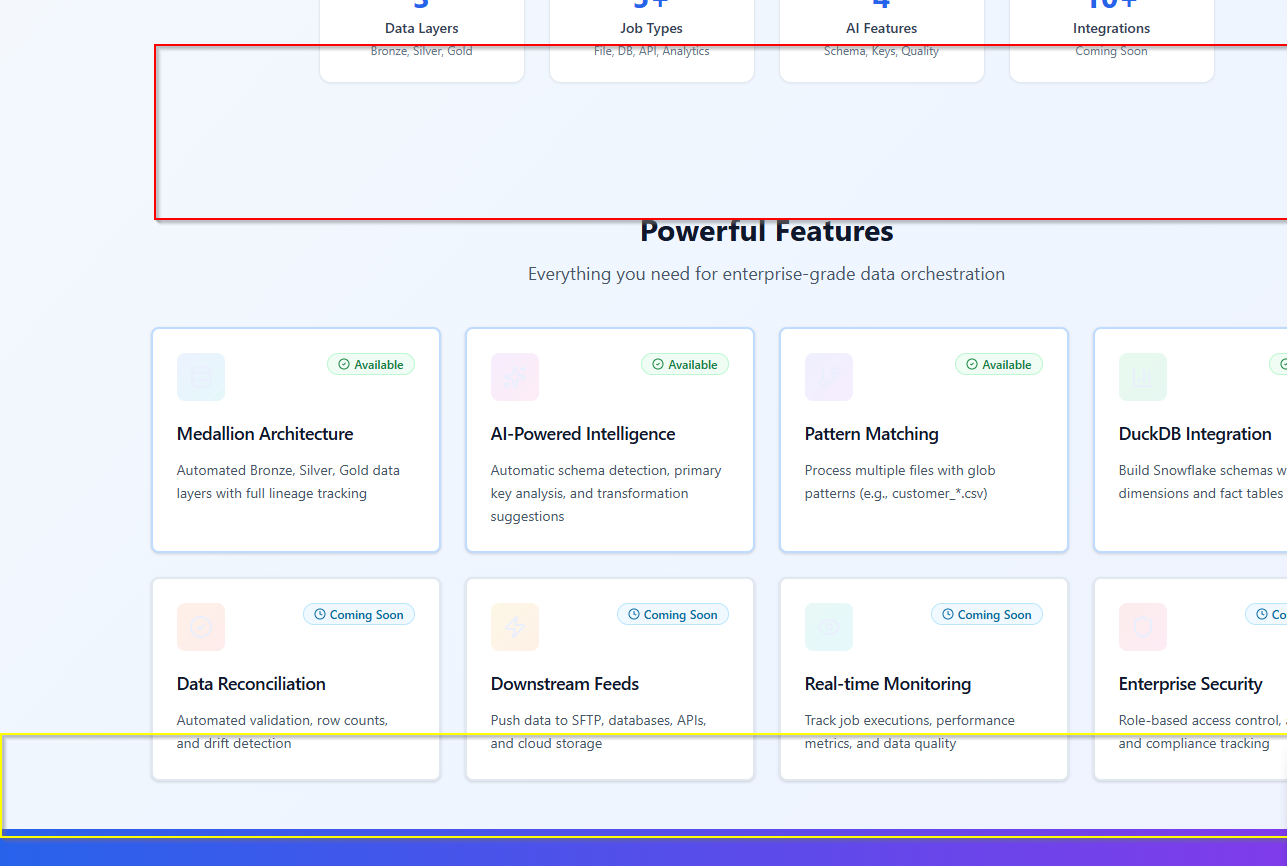 3 5+ 4 10+
Data Layers
Bronze, Silver, Gold
Job Types
File, DB, API, Analytics
AI Features
Schema, Keys, Quality
Integrations
Coming Soon
Powerful Features
Everything you need for enterprise-grade data orchestration
Available
Medallion Architecture
Automated Bronze, Silver, Gold data
layers with full lineage tracking
Available
AI-Powered Intelligence
Automatic schema detection, primary
key analysis, and transformation
suggestions
Available
Pattern Matching
Process multiple files with glob
patterns (e.g., customer_*.csv)
DuckDB Integration
Build Snowflake schemas w
dimensions and fact tables
Coming Soon
Data Reconciliation
Automated validation, row counts,
and drift detection
Coming Soon
Downstream Feeds
Push data to SFTP, databases, APIs,
and cloud storage
Coming Soon
Real-time Monitoring
Track job executions, performance
metrics, and data quality
Co
Enterprise Security
Role-based access control,
and compliance tracking